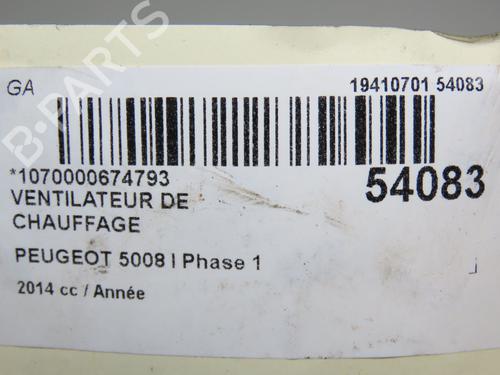 GA
19410701 54083
*1070000674793
54083
VENTILATEUR DE
CHAUFFAGE
PEUGEOT 5008 I Phase 1
2014 cc / Année
B-PARTS